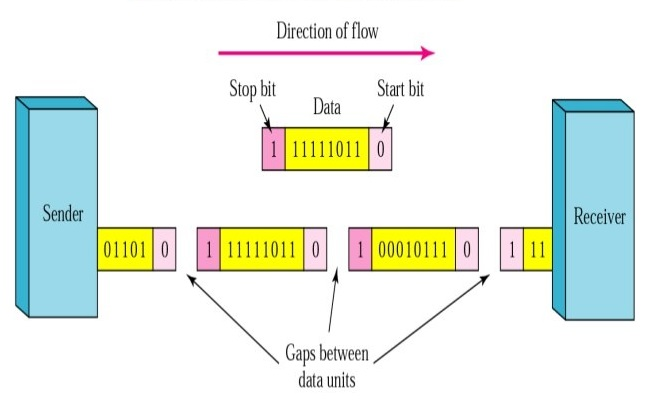 Direction of flow
Stop bit
Start bit
Data
1 11111011 0
Sender
Receiver
01101 0
1 11111011 0
1 00010111 0
1 11
Gaps between
data units